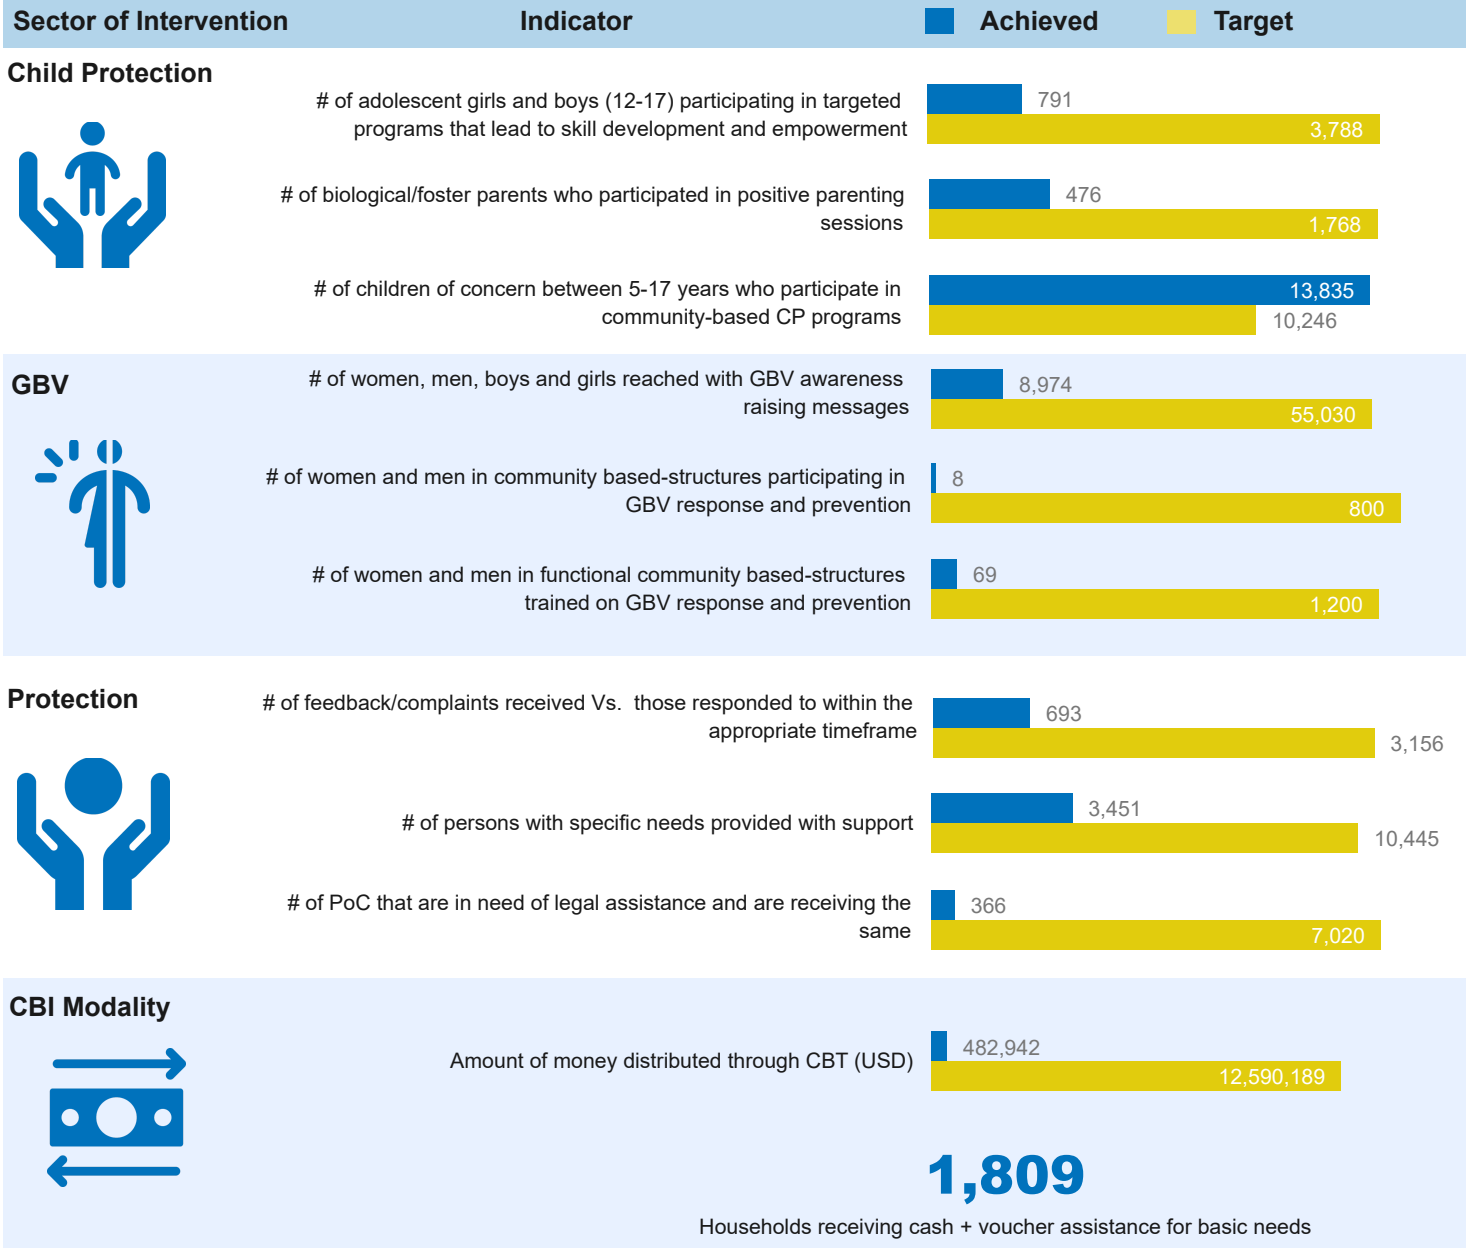 Sector of Intervention Indicator Achieved Target
Child Protection
# of adolescent girls and boys (12-17) participating in targeted
programs that lead to skill development and empowerment
791
3,788
# of biological/foster parents who participated in positive parenting
sessions
476
1,768
# of children of concern between 5-17 years who participate in
community-based CP programs
13,835
10,246
GBV
# of women, men, boys and girls reached with GBV awareness
raising messages
8,974
55,030
# of women and men in community based-structures participating in
GBV response and prevention
8
800
# of women and men in functional community based-structures
trained on GBV response and prevention
69
1,200
Protection
# of feedback/complaints received Vs. those responded to within the
appropriate timeframe
693
3,156
# of persons with specific needs provided with support
3,451
10,445
# of PoC that are in need of legal assistance and are receiving the
same
366
7,020
CBI Modality
Amount of money distributed through CBT (USD)
482,942
12,590,189
1,809
Households receiving cash + voucher assistance for basic needs